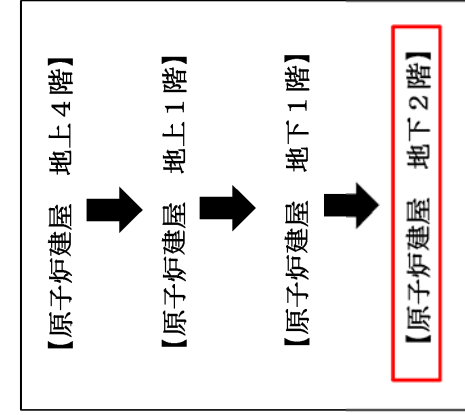 【原子炉建屋　地上4階】
【原子炉建屋　地上1階】
【原子炉建屋　地下1階】
【原子炉建屋　地下2階】